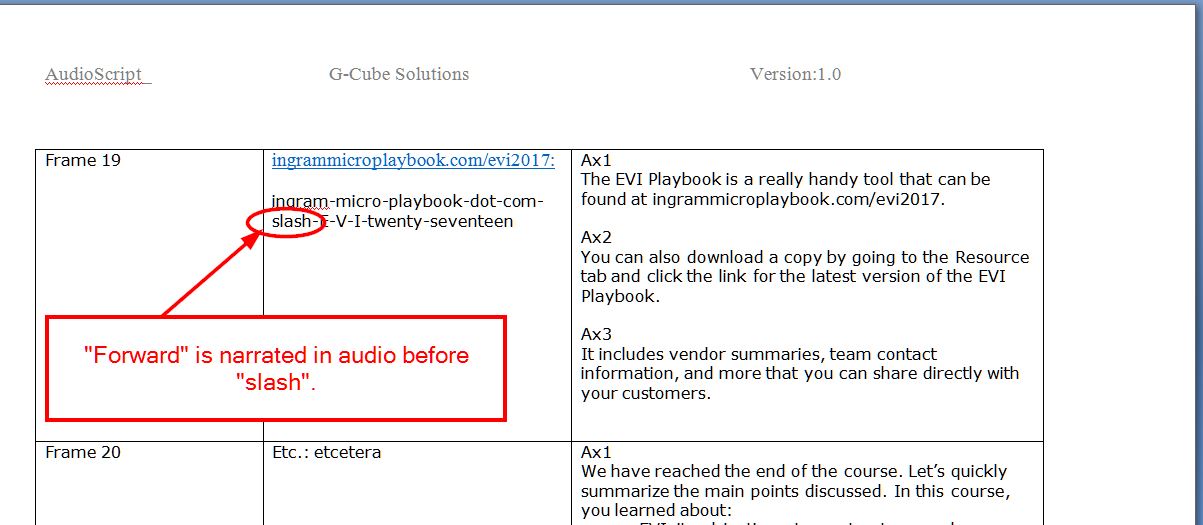 AudioScript
G-Cube Solutions
Version:1.0
Frame 19
ingrammicroplaybook.com/evi2017:
ingram-micro-playbook-dot-com-
slash-E-V-I-twenty-seventeen
"Forward" is narrated in audio before
"slash".
Ax1
The EVI Playbook is a really handy tool that can be
found at ingrammicroplaybook.com/evi2017.
Ax2
You can also download a copy by going to the Resource
tab and click the link for the latest version of the EVI
Playbook.
Ax3
It includes vendor summaries, team contact
information, and more that you can share directly with
your customers.
Frame 20
Etc.: etcetera
Ax1
We have reached the end of the course. Let’s quickly
summarize the main points discussed. In this course,
you learned about: